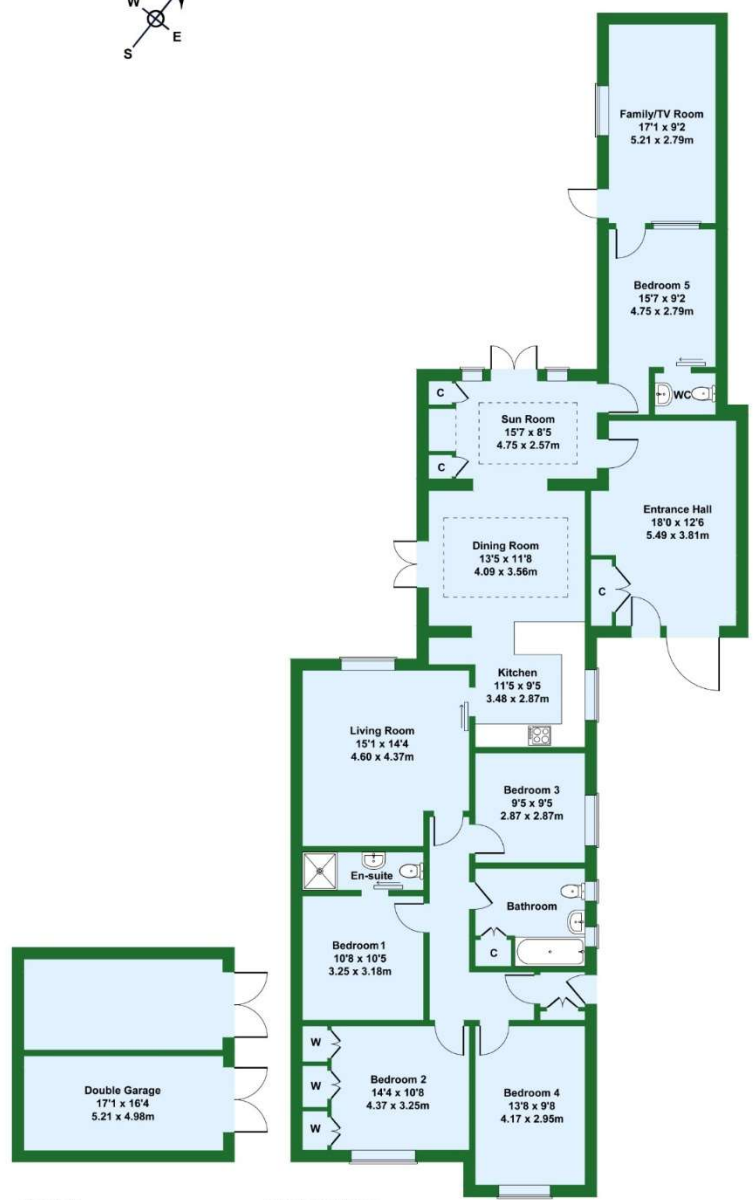 W
E
S
Family/TV Room
17'1 x 9'2
5.21 x 2.79m
Bedroom 5
15'7 x 9'2
4.75 x 2.79m
WC
C
Sun Room
15'7 x 8'5
4.75 x 2.57m
C
Entrance Hall
18'0 x 12'6
5.49 x 3.81m
C
Dining Room
13'5 x 11'8
4.09 x 3.56m
Kitchen
11'5 x 9'5
3.48 x 2.87m
Living Room
15'1 x 14'4
4.60 x 4.37m
Bedroom 3
9'5 x 9'5
2.87 x 2.87m
En-suite
Bathroom
C
Bedroom 1
10'8 x 10'5
3.25 x 3.18m
W
W
W
Bedroom 2
14'4 x 10'8
4.37 x 3.25m
Bedroom 4
13'8 x 9'8
4.17 x 2.95m
Double Garage
17'1 x 16'4
5.21 x 4.98m